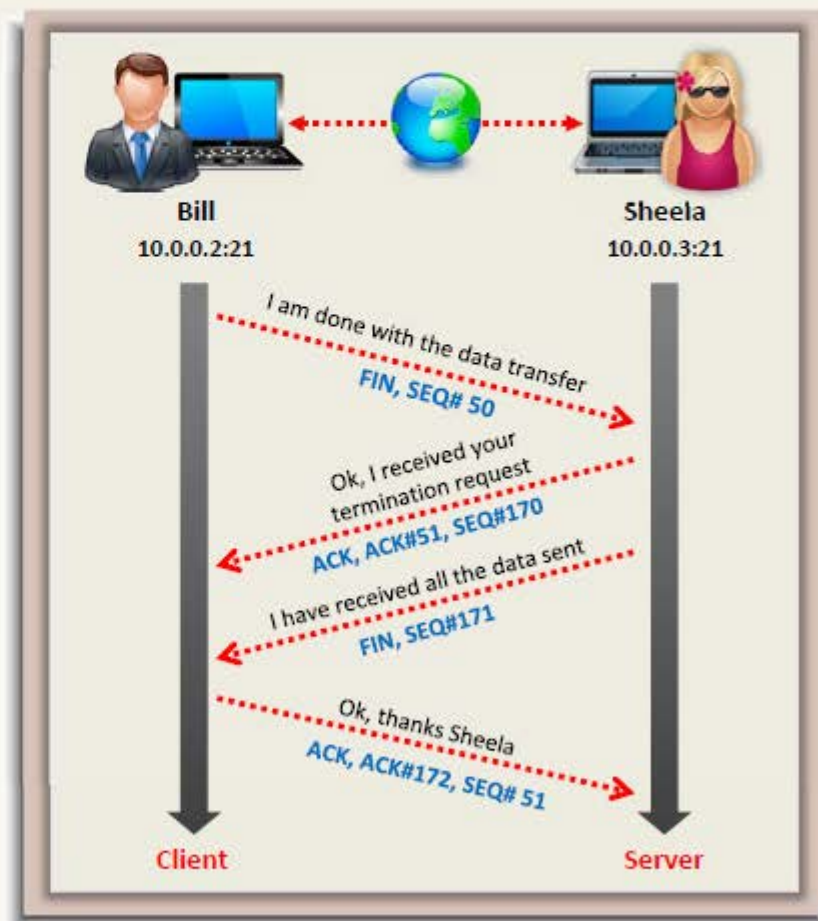 Bill
10.0.0.2:21
Sheela
10.0.0.3:21
I am done with the data transfer
FIN, SEQ# 50
Ok, I received your
termination request
ACK, ACK#51, SEQ#170
I have received all the data sent
FIN, SEQ#171
Ok, thanks Sheela
ACK, ACK#172, SEQ# 51
Client
Server